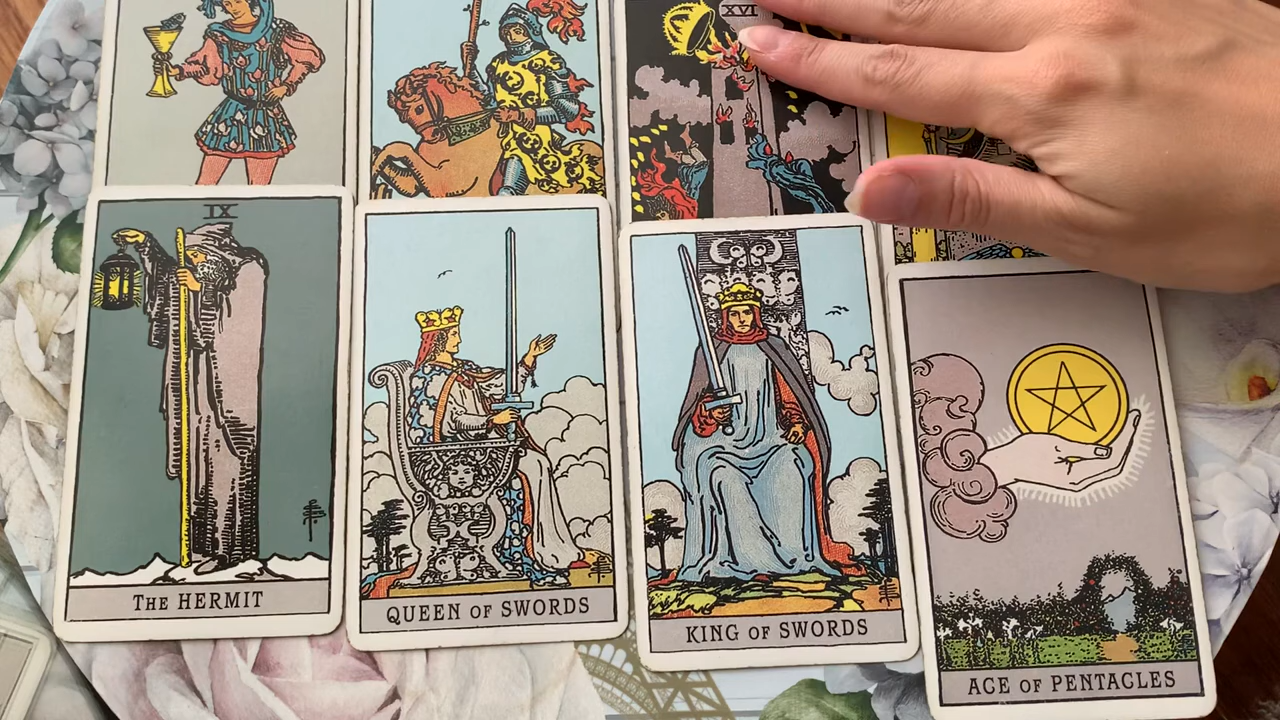 XVI
IX
THE HERMIT
QUEEN OF SWORDS
KING OF SWORDS
ACE OF PENTACLES